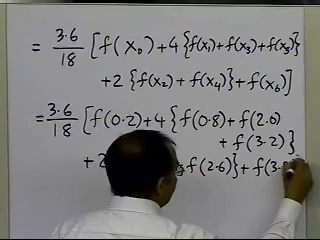 = 3.6/18 [f(x₀)+4{f(x₁)+f(x₃)+f(x₅)}
+2{f(x₂)+f(x₄)}+f(x₆)]
= 3.6/18 [f(0.2)+4{f(0.8)+f(2.0)
+f(3.2)}
+2 f(2.6)}+f(3.